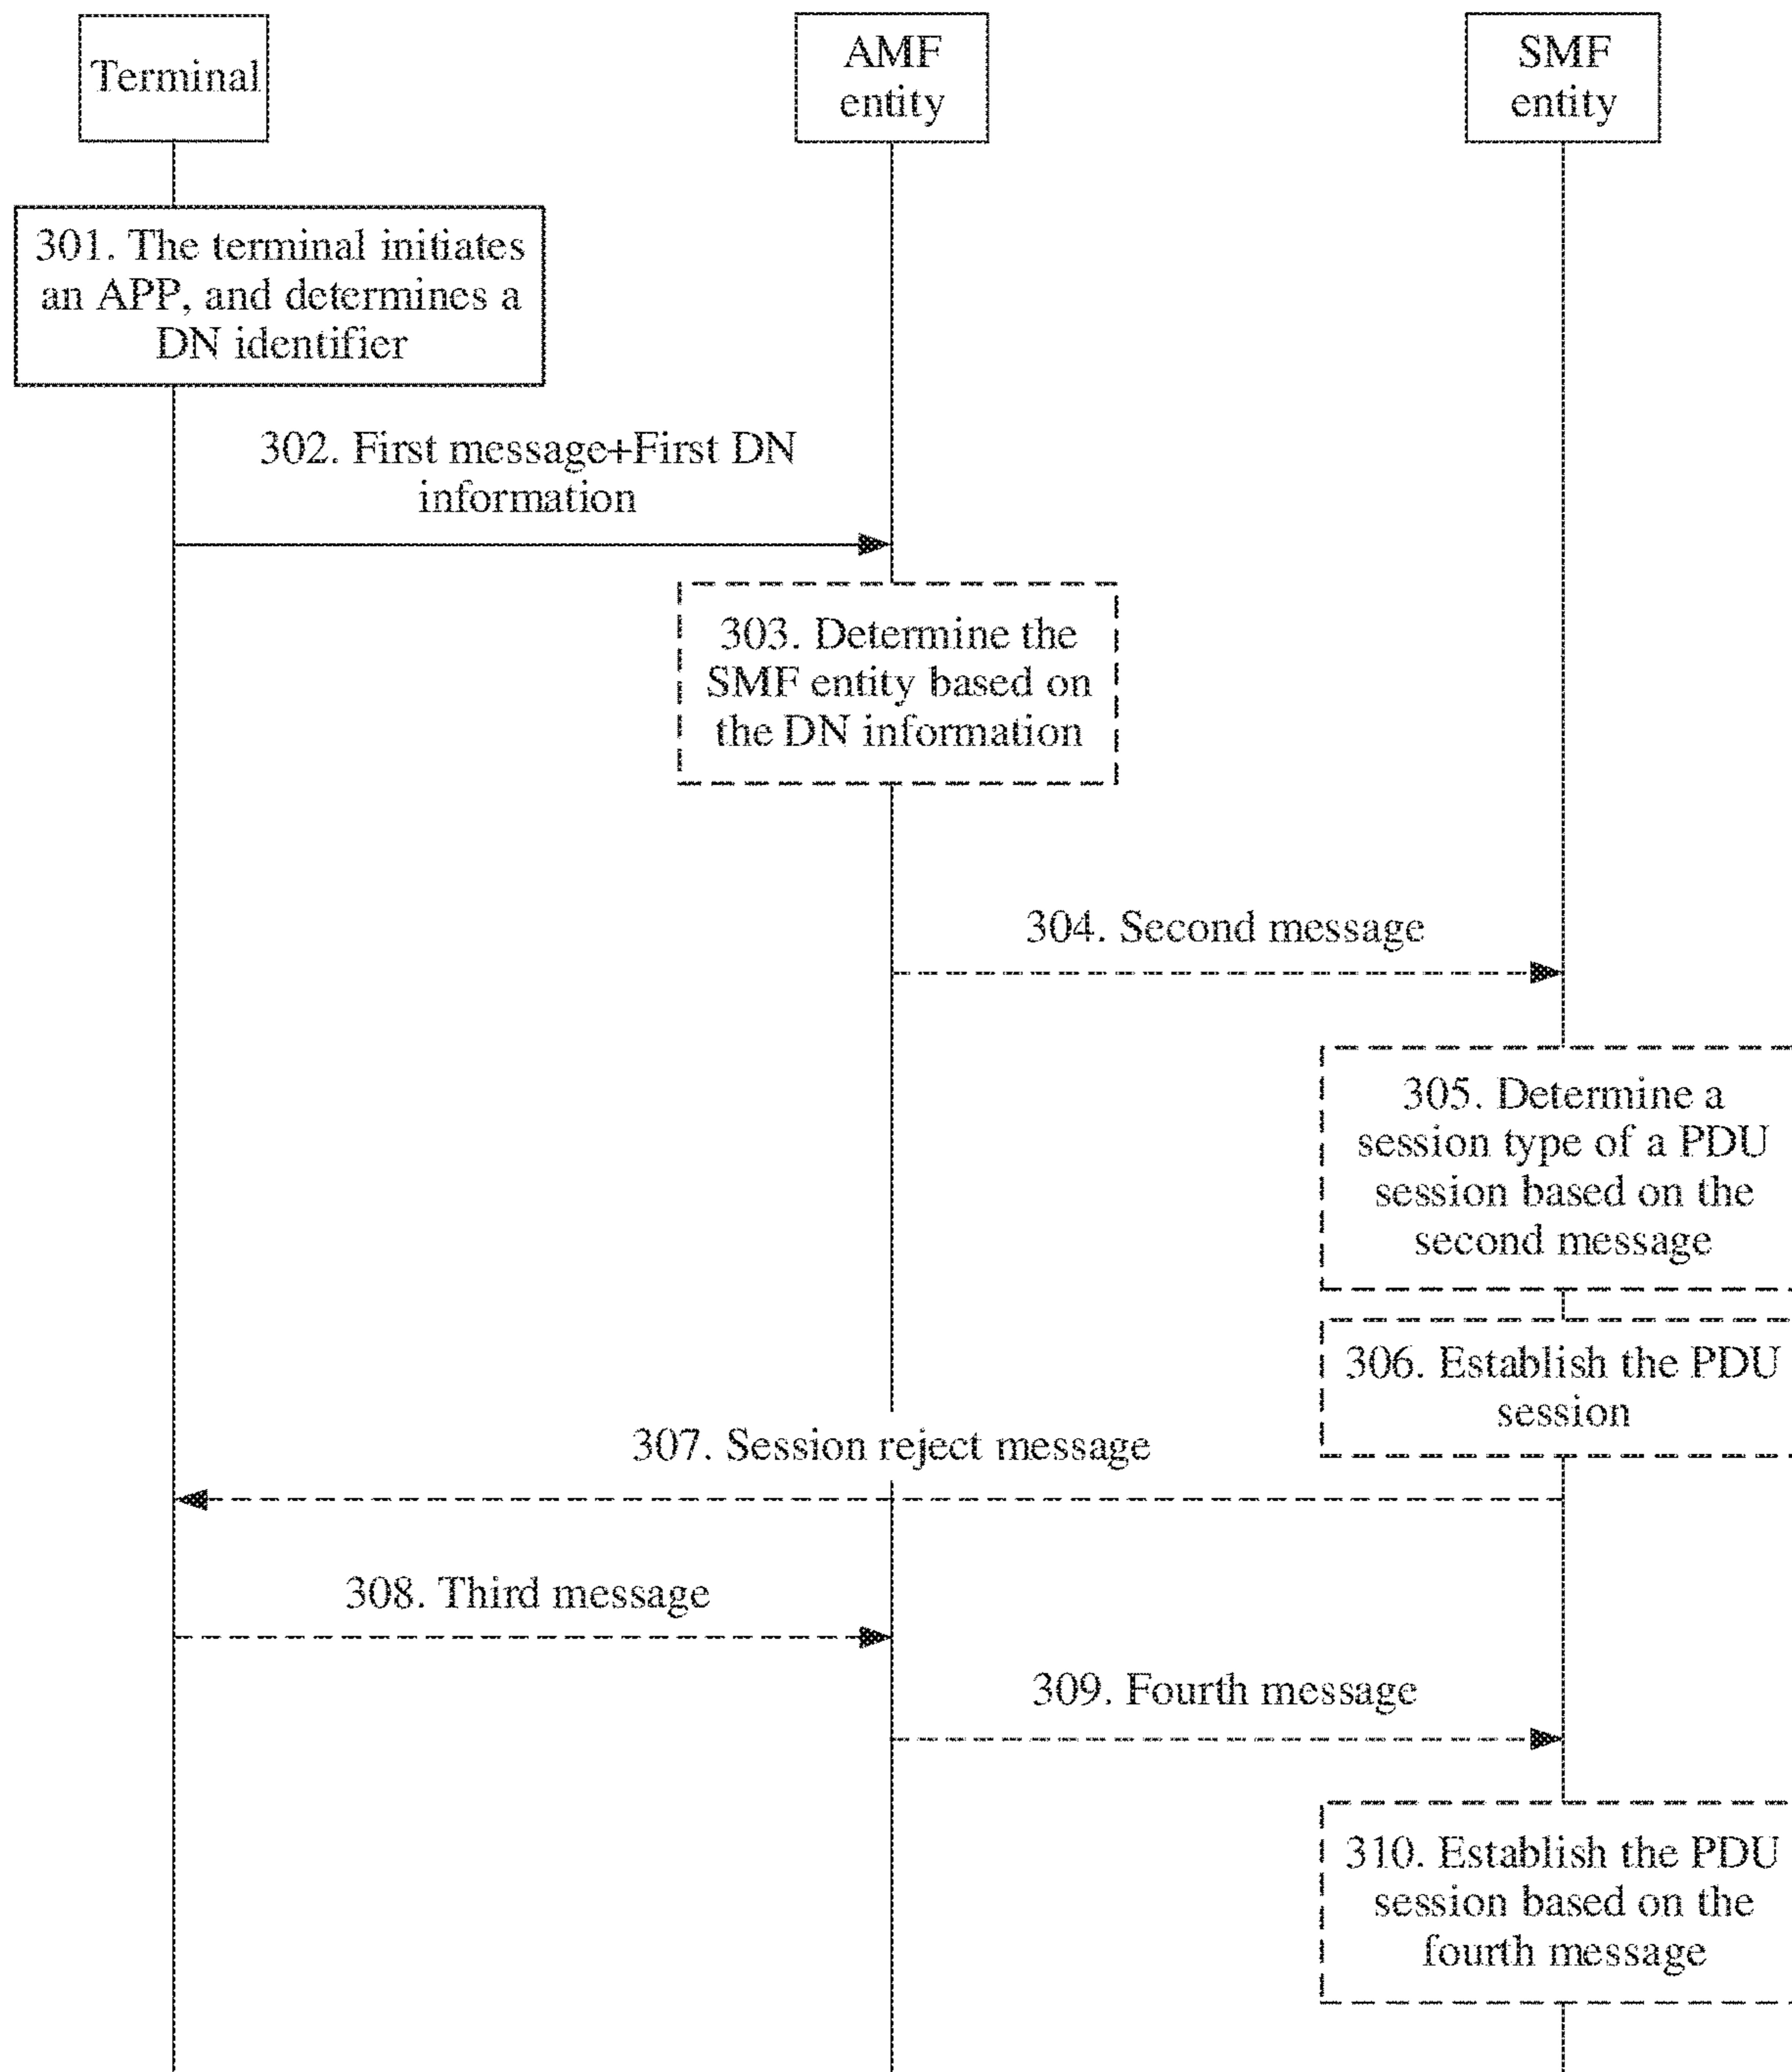 Terminal
AMF
entity
SMF
entity
301. The terminal initiates
an APP, and determines a
DN identifier
302. First message+First DN
information
303. Determine the
SMF entity based on
the DN information
304. Second message
305. Determine a
session type of a PDU
session based on the
second message
306. Establish the PDU
session
307. Session reject message
308. Third message
309. Fourth message
310. Establish the PDU
session based on the
fourth message